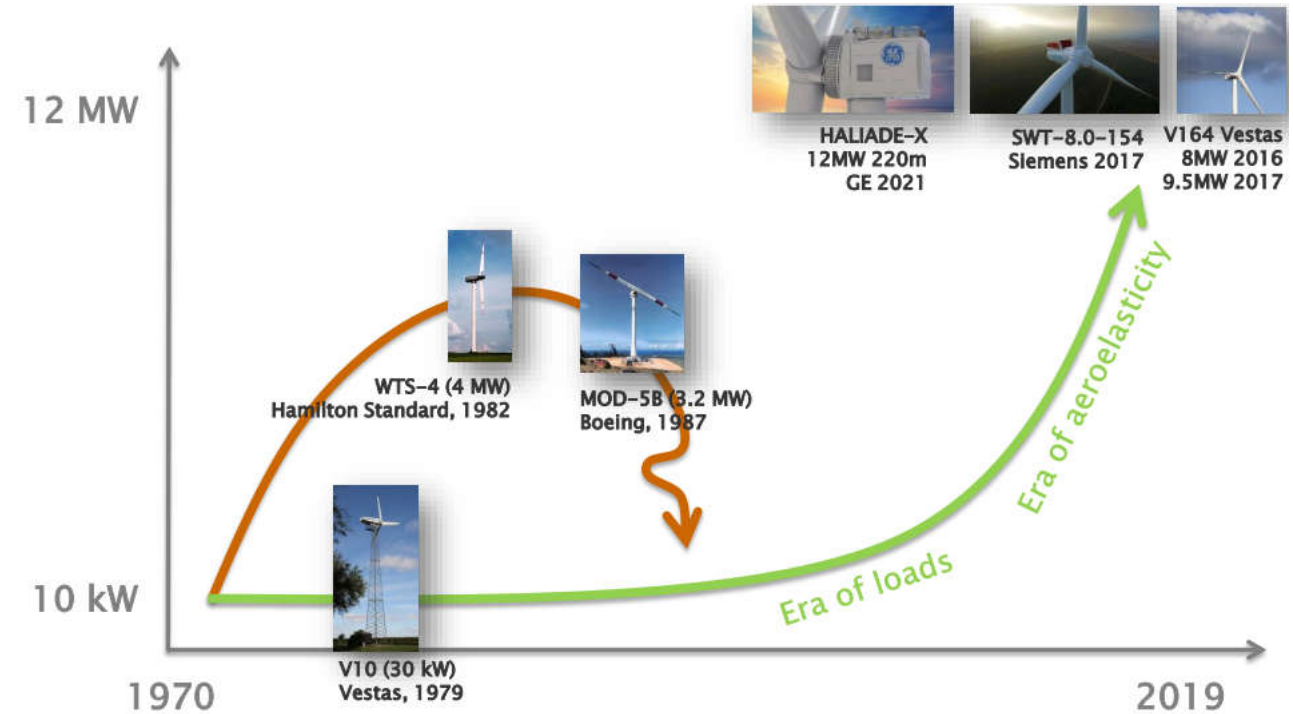 12 MW
HALIADE-X
12MW 220m
GE 2021
SWT-8.0-154
Siemens 2017
V164 Vestas
8MW 2016
9.5MW 2017
WTS-4 (4 MW)
Hamilton Standard, 1982
MOD-5B (3.2 MW)
Boeing, 1987
Era of aeroelasticity
Era of loads
10 kW
V10 (30 kW)
Vestas, 1979
1970
2019